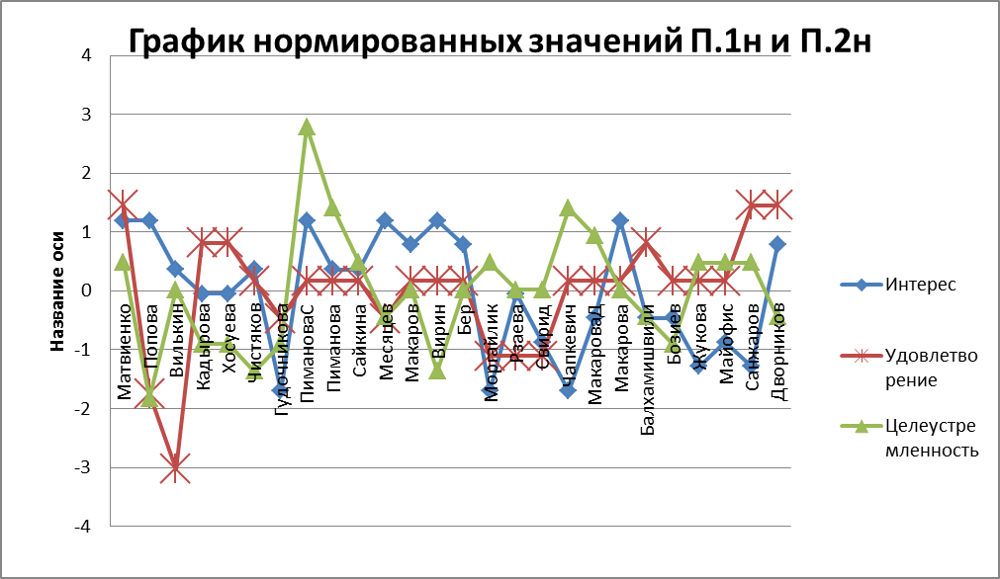 График нормированных значений П.1н и П.2н
4
3
2
1
0
-1
-2
-3
-4
Название оси
Матвиенко
Попова
Вилькин
Кадырова
Хосуева
Чистяков
Гудочникова
ПимановаС
Пиманова
Сайкина
Месяцев
Макаров
Вирин
Бер
Рзаева
Свирид
Чапкевич
МакароваД
Макарова
Балхамишвили
Бозиев
Жукова
Майофис
Санжаров
Дворников
Интерес
Удовлетво
рение
Целеустре
мленность